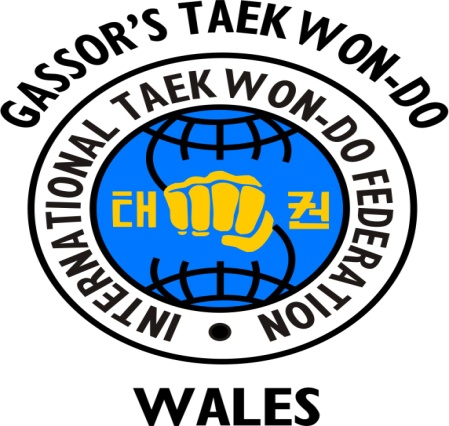 GASSOR'S TAEKWON-DO
INTERNATIONAL TAEKWON-DO FEDERATION
태 권
WALES